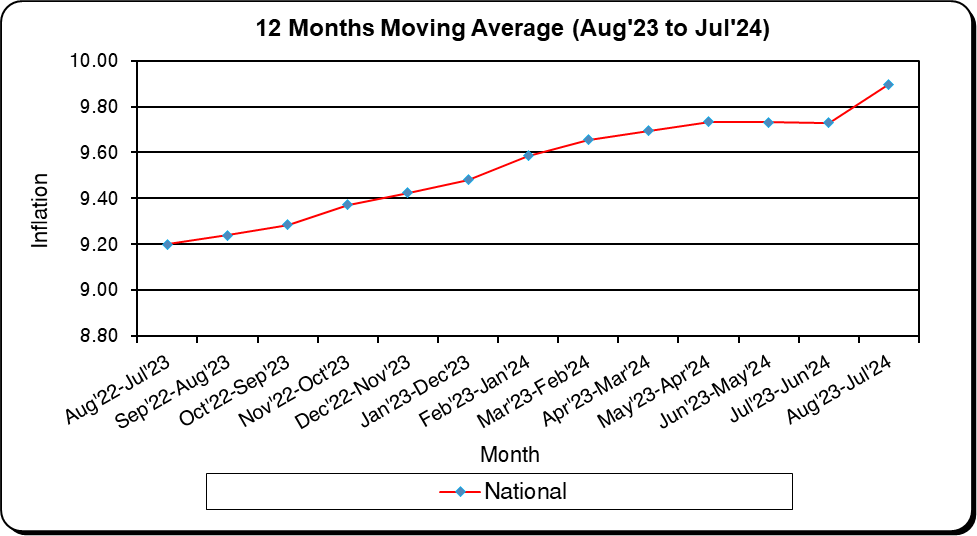 12 Months Moving Average (Aug'23 to Jul'24)
10.00
9.80
9.60
9.40
9.20
9.00
8.80
Inflation
Aug'22-Jul'23
Sep'22-Aug'23
Oct'22-Sep'23
Nov'22-Oct'23
Dec'22-Nov'23
Jan'23-Dec'23
Feb'23-Jan'24
Mar'23-Feb'24
Apr'23-Mar'24
May'23-Apr'24
Jun'23-May'24
Jul'23-Jun'24
Aug'23-Jul'24
Month
National